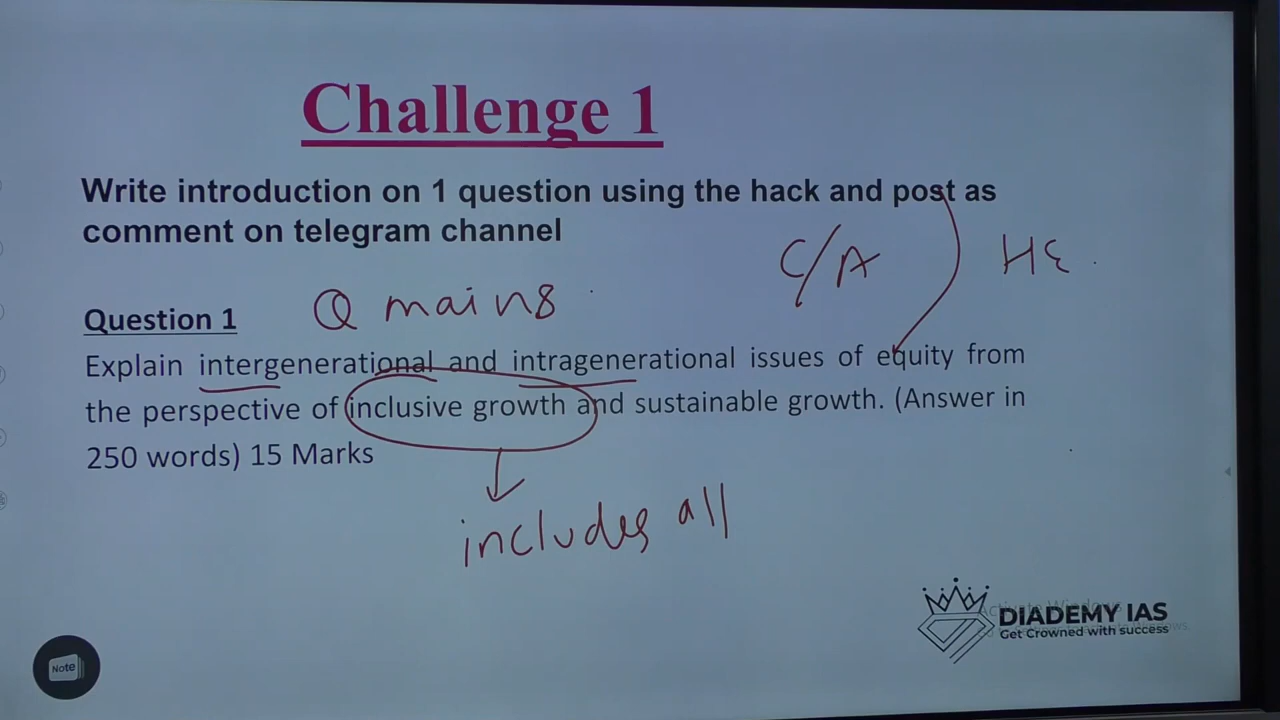 Challenge 1
Write introduction on 1 question using the hack and post as
comment on telegram channel
C/A
HE
Question 1
Q mains
Explain intergenerational and intragenerational issues of equity from
the perspective of inclusive growth and sustainable growth. (Answer in
250 words) 15 Marks
includes all
DIADEMY IAS
Get Crowned with success
Note